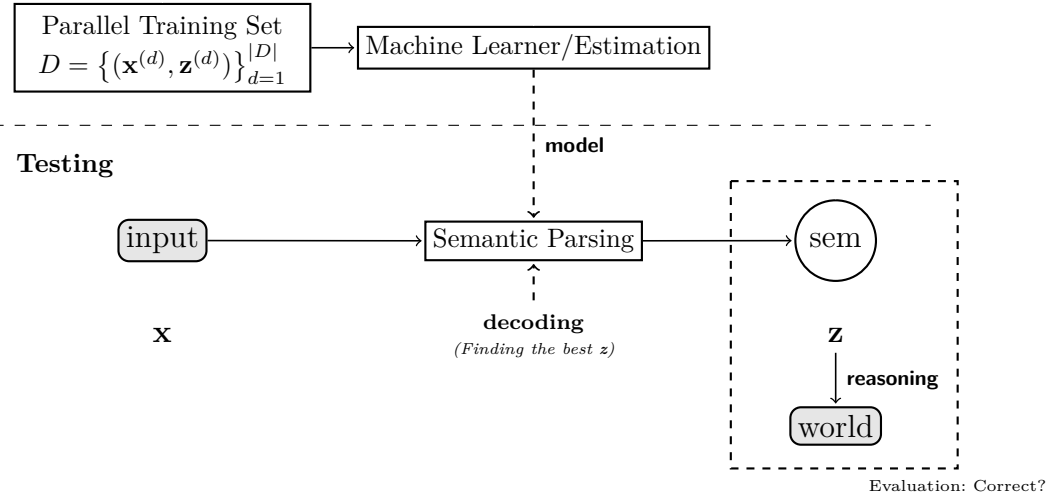 Parallel Training Set
D = {(x^(d), z^(d))}_{d=1}^{|D|}
Machine Learner/Estimation
model
Testing
input
Semantic Parsing
sem
decoding
(Finding the best z)
x
z
reasoning
world
Evaluation: Correct?